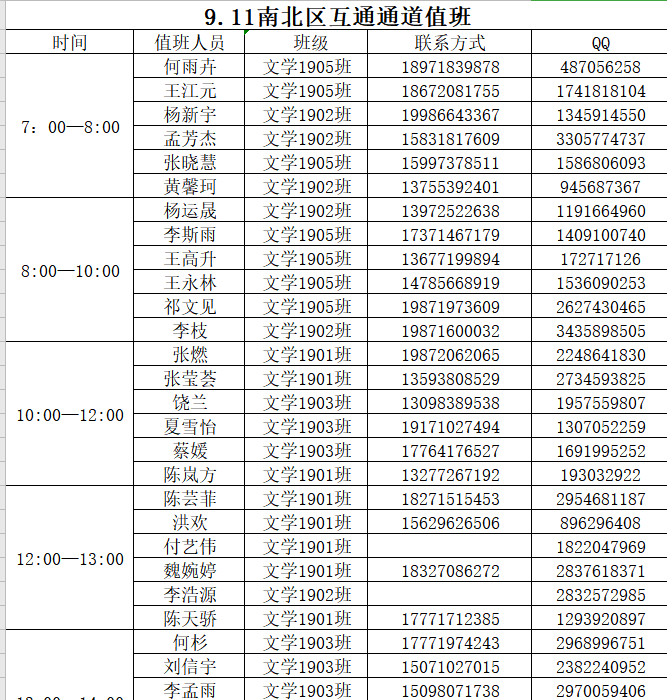 9.11南北区互通通道值班
时间 值班人员 班级 联系方式 QQ
7：00—8:00
何雨卉 文学1905班 18971839878 487056258
王江元 文学1905班 18672081755 1741818104
杨新宇 文学1902班 19986643367 1345914550
孟芳杰 文学1902班 15831817609 3305774737
张晓慧 文学1905班 15997378511 1586806093
黄馨珂 文学1902班 13755392401 945687367
8:00—10:00
杨运晟 文学1902班 13972522638 1191664960
李斯雨 文学1905班 17371467179 1409100740
王高升 文学1905班 13677199894 172717126
王永林 文学1905班 14785668919 1536090253
祁文见 文学1905班 19871973609 2627430465
李枝 文学1902班 19871600032 3435898505
10:00—12:00
张燃 文学1901班 19872062065 2248641830
张莹荟 文学1901班 13593808529 2734593825
饶兰 文学1903班 13098389538 1957559807
夏雪怡 文学1903班 19171027494 1307052259
蔡媛 文学1903班 17764176527 1691995252
陈岚方 文学1901班 13277267192 193032922
12:00—13:00
陈芸菲 文学1905班 18271515453 2954681187
洪欢 文学1905班 15629626506 896296408
付艺伟 文学1901班 1822047969
魏婉婷 文学1901班 18327086272 2837618371
李浩源 文学1902班 2832572985
陈天骄 文学1901班 17771712385 1293920897
何杉 文学1903班 17771974243 2968996751
刘信宇 文学1903班 15071027015 2382240952
李孟雨 文学1903班 15098071738 2970059406